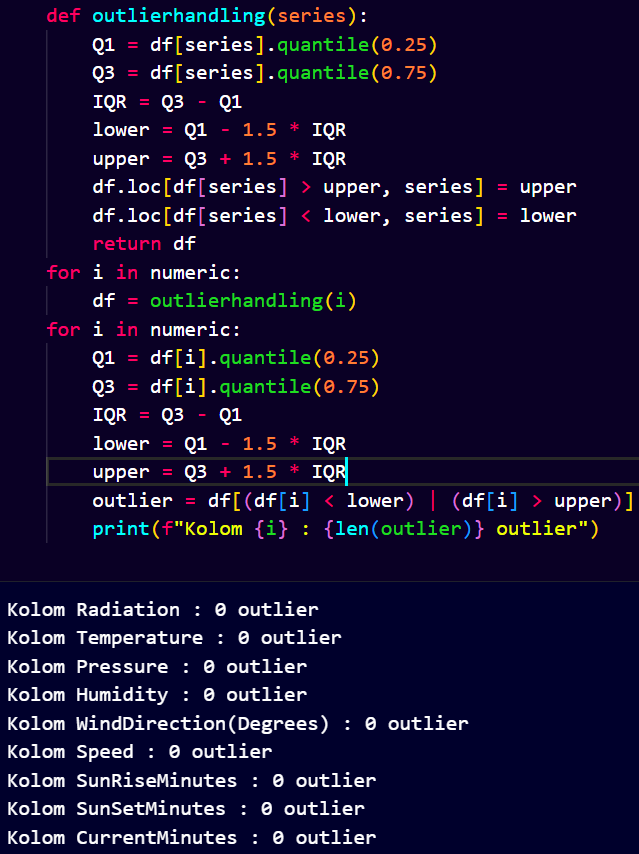 def outlierhandling(series):
    Q1 = df[series].quantile(0.25)
    Q3 = df[series].quantile(0.75)
    IQR = Q3 - Q1
    lower = Q1 - 1.5 * IQR
    upper = Q3 + 1.5 * IQR
    df.loc[df[series] > upper, series] = upper
    df.loc[df[series] < lower, series] = lower
    return df
for i in numeric:
    df = outlierhandling(i)
for i in numeric:
    Q1 = df[i].quantile(0.25)
    Q3 = df[i].quantile(0.75)
    IQR = Q3 - Q1
    lower = Q1 - 1.5 * IQR
    upper = Q3 + 1.5 * IQR
    outlier = df[(df[i] < lower) | (df[i] > upper)]
    print(f"Kolom {i} : {len(outlier)} outlier")
Kolom Radiation : 0 outlier
Kolom Temperature : 0 outlier
Kolom Pressure : 0 outlier
Kolom Humidity : 0 outlier
Kolom WindDirection(Degrees) : 0 outlier
Kolom Speed : 0 outlier
Kolom SunRiseMinutes : 0 outlier
Kolom SunSetMinutes : 0 outlier
Kolom CurrentMinutes : 0 outlier